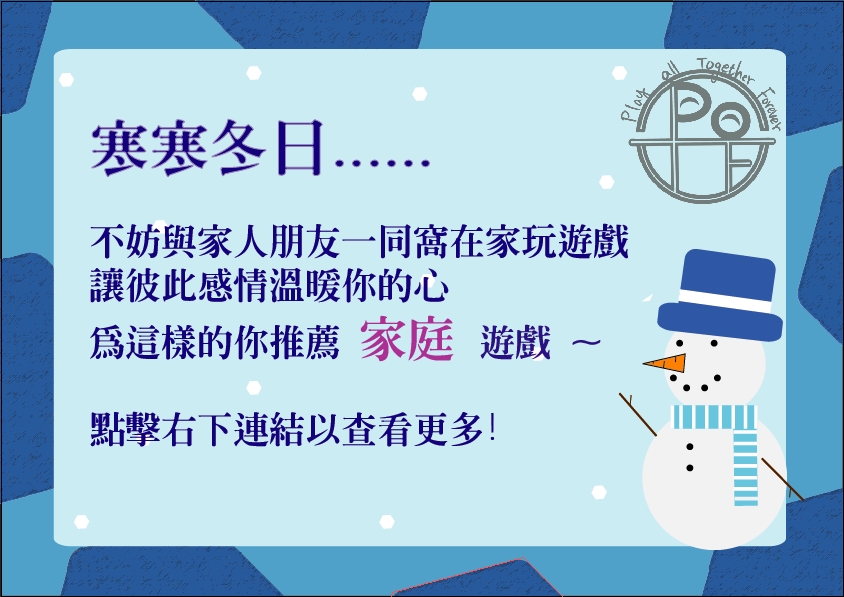 Play all Together Forever
PoTF
寒寒冬日......
不妨與家人朋友一同窩在家玩遊戲
讓彼此感情溫暖你的心
為這樣的你推薦 家庭 遊戲 ~
點擊右下連結以查看更多!